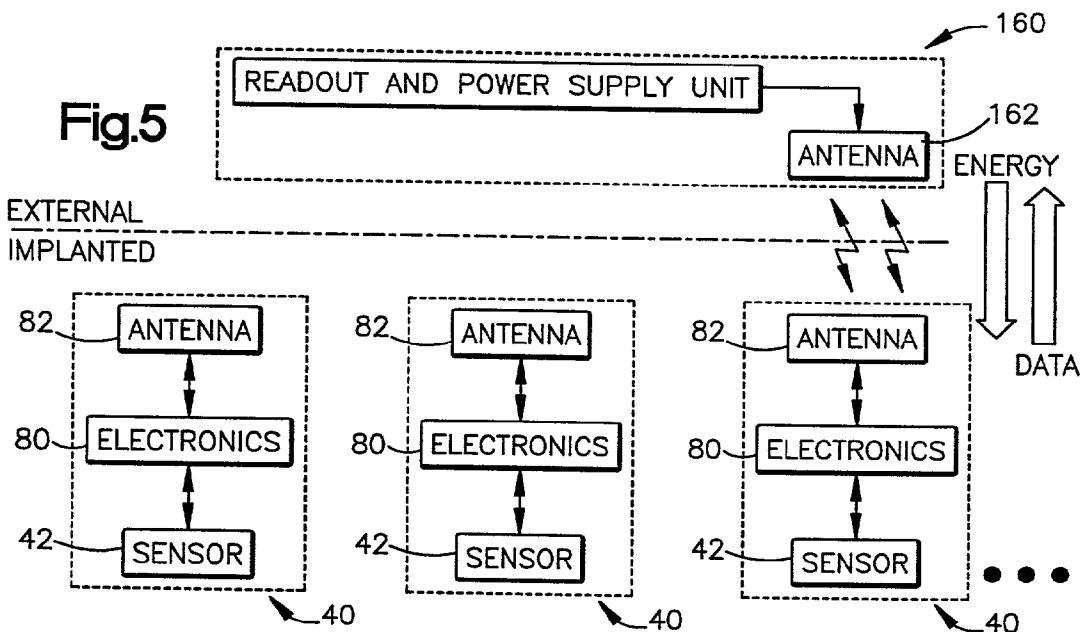 160
READOUT AND POWER SUPPLY UNIT
Fig.5
162
ANTENNA
ENERGY
EXTERNAL
IMPLANTED
82 ANTENNA 82 ANTENNA 82 ANTENNA
DATA
80 ELECTRONICS 80 ELECTRONICS 80 ELECTRONICS
42 SENSOR 42 SENSOR 42 SENSOR
40 40 40